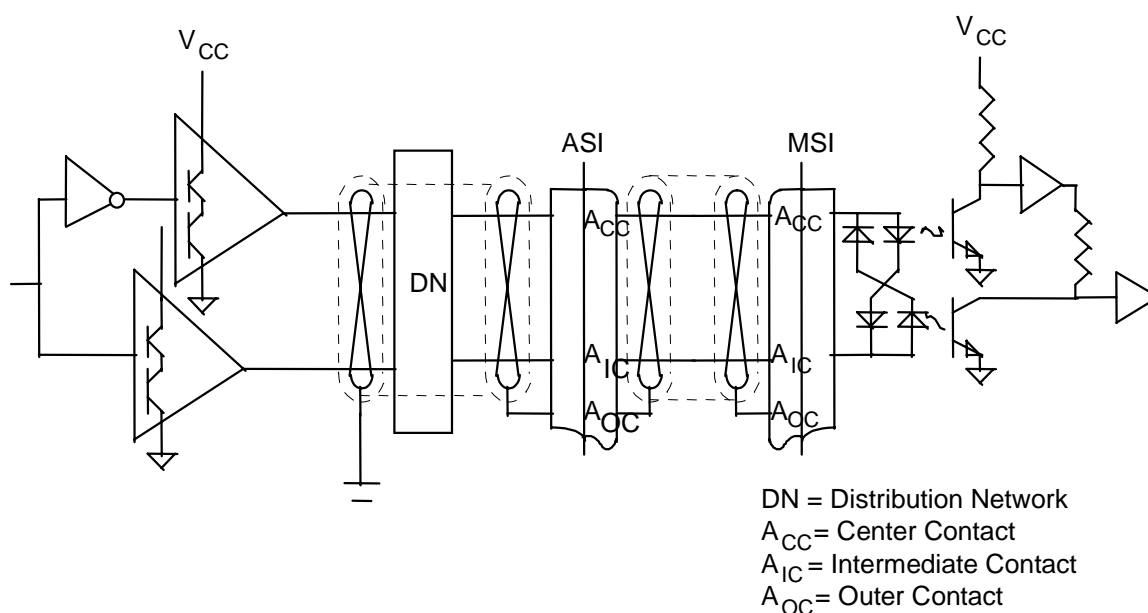 VCC
VCC
ASI
MSI
ACC
ACC
DN
AIC
AIC
AOC
AOC
DN = Distribution Network
ACC= Center Contact
AIC= Intermediate Contact
AOC= Outer Contact